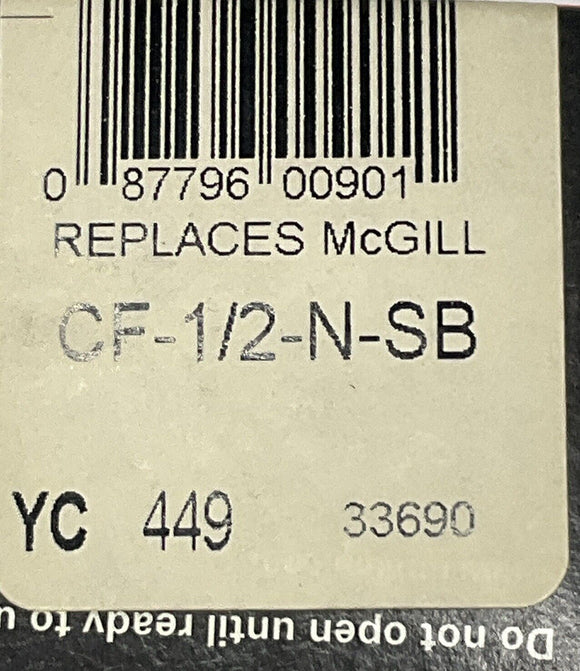 0 87796 00901
REPLACES McGILL
CF-1/2-N-SB
YC 449 33690
Do not open until ready to u